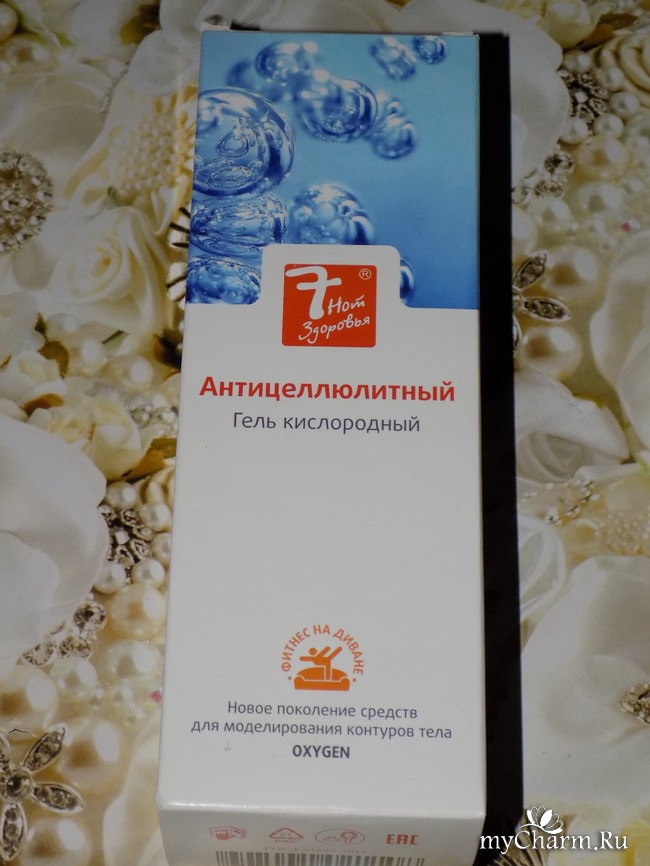 7
Нот
Здоровья
®
Антицеллюлитный
Гель кислородный
ФИТНЕС НА ДИВАНЕ
Новое поколение средств
для моделирования контуров тела
OXYGEN
EAC
myCharm.Ru